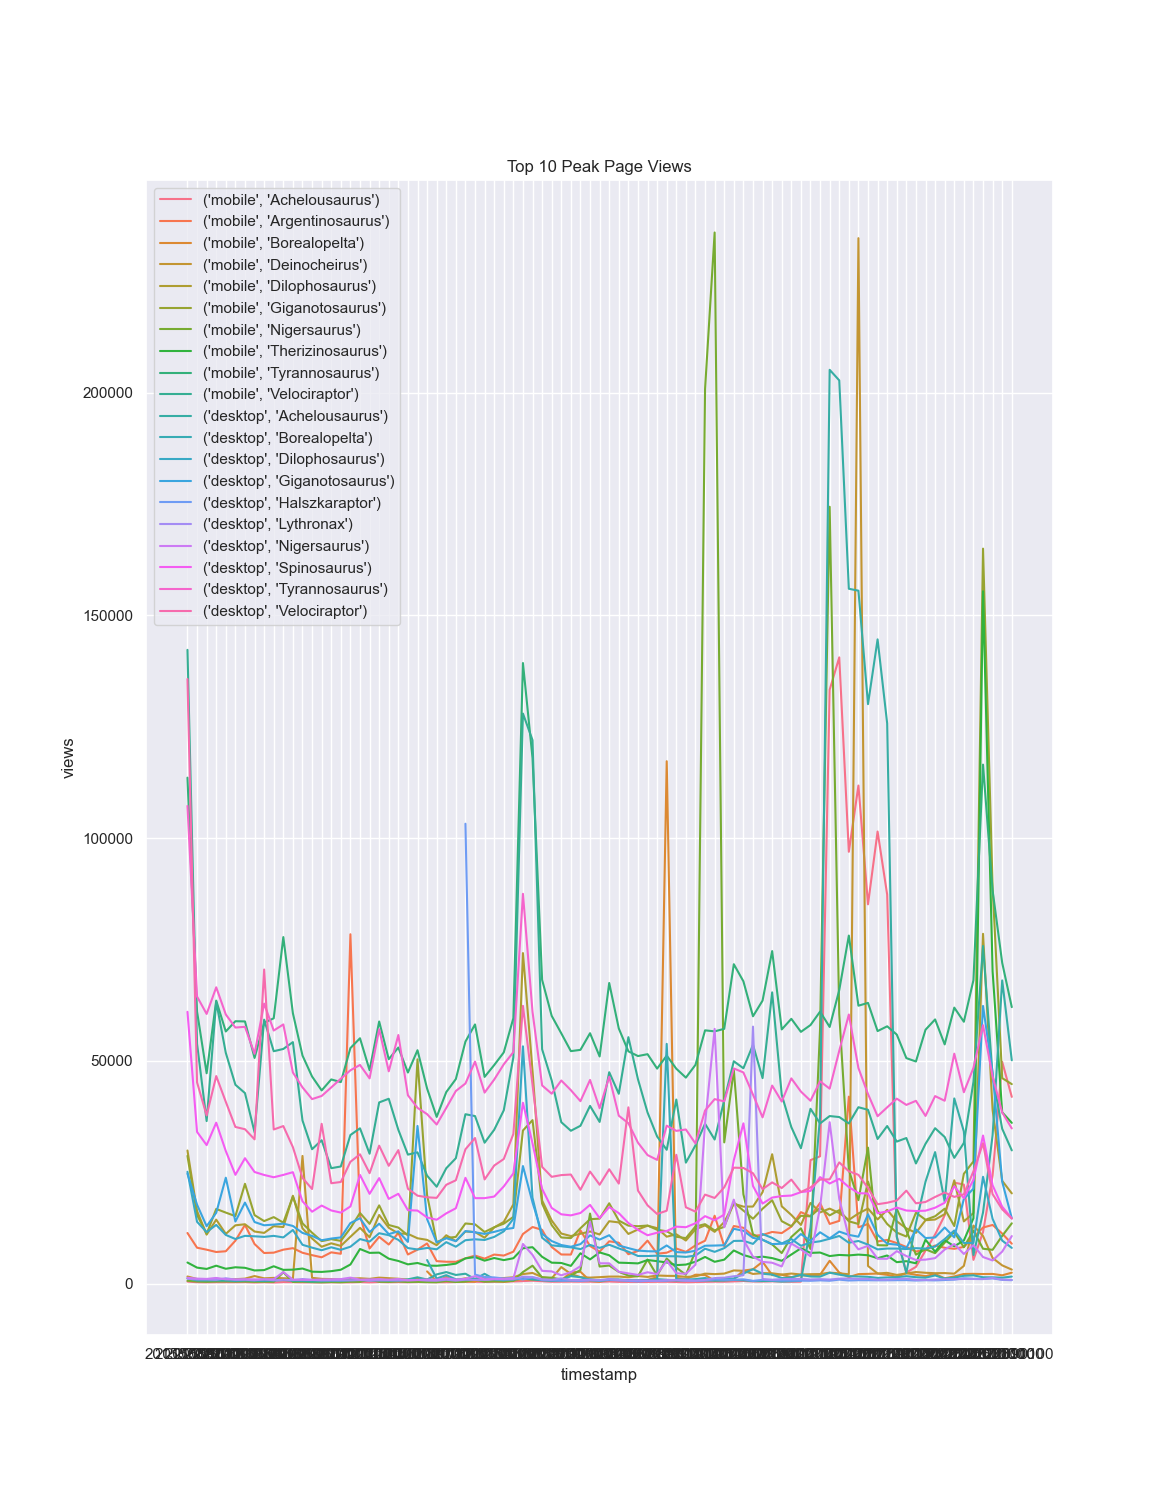 Top 10 Peak Page Views
('mobile', 'Achelousaurus')
('mobile', 'Argentinosaurus')
('mobile', 'Borealopelta')
('mobile', 'Deinocheirus')
('mobile', 'Dilophosaurus')
('mobile', 'Giganotosaurus')
('mobile', 'Nigersaurus')
('mobile', 'Therizinosaurus')
('mobile', 'Tyrannosaurus')
('mobile', 'Velociraptor')
('desktop', 'Achelousaurus')
('desktop', 'Borealopelta')
('desktop', 'Dilophosaurus')
('desktop', 'Giganotosaurus')
('desktop', 'Halszkaraptor')
('desktop', 'Lythronax')
('desktop', 'Nigersaurus')
('desktop', 'Spinosaurus')
('desktop', 'Tyrannosaurus')
('desktop', 'Velociraptor')
200000
150000
100000
50000
0
views
timestamp